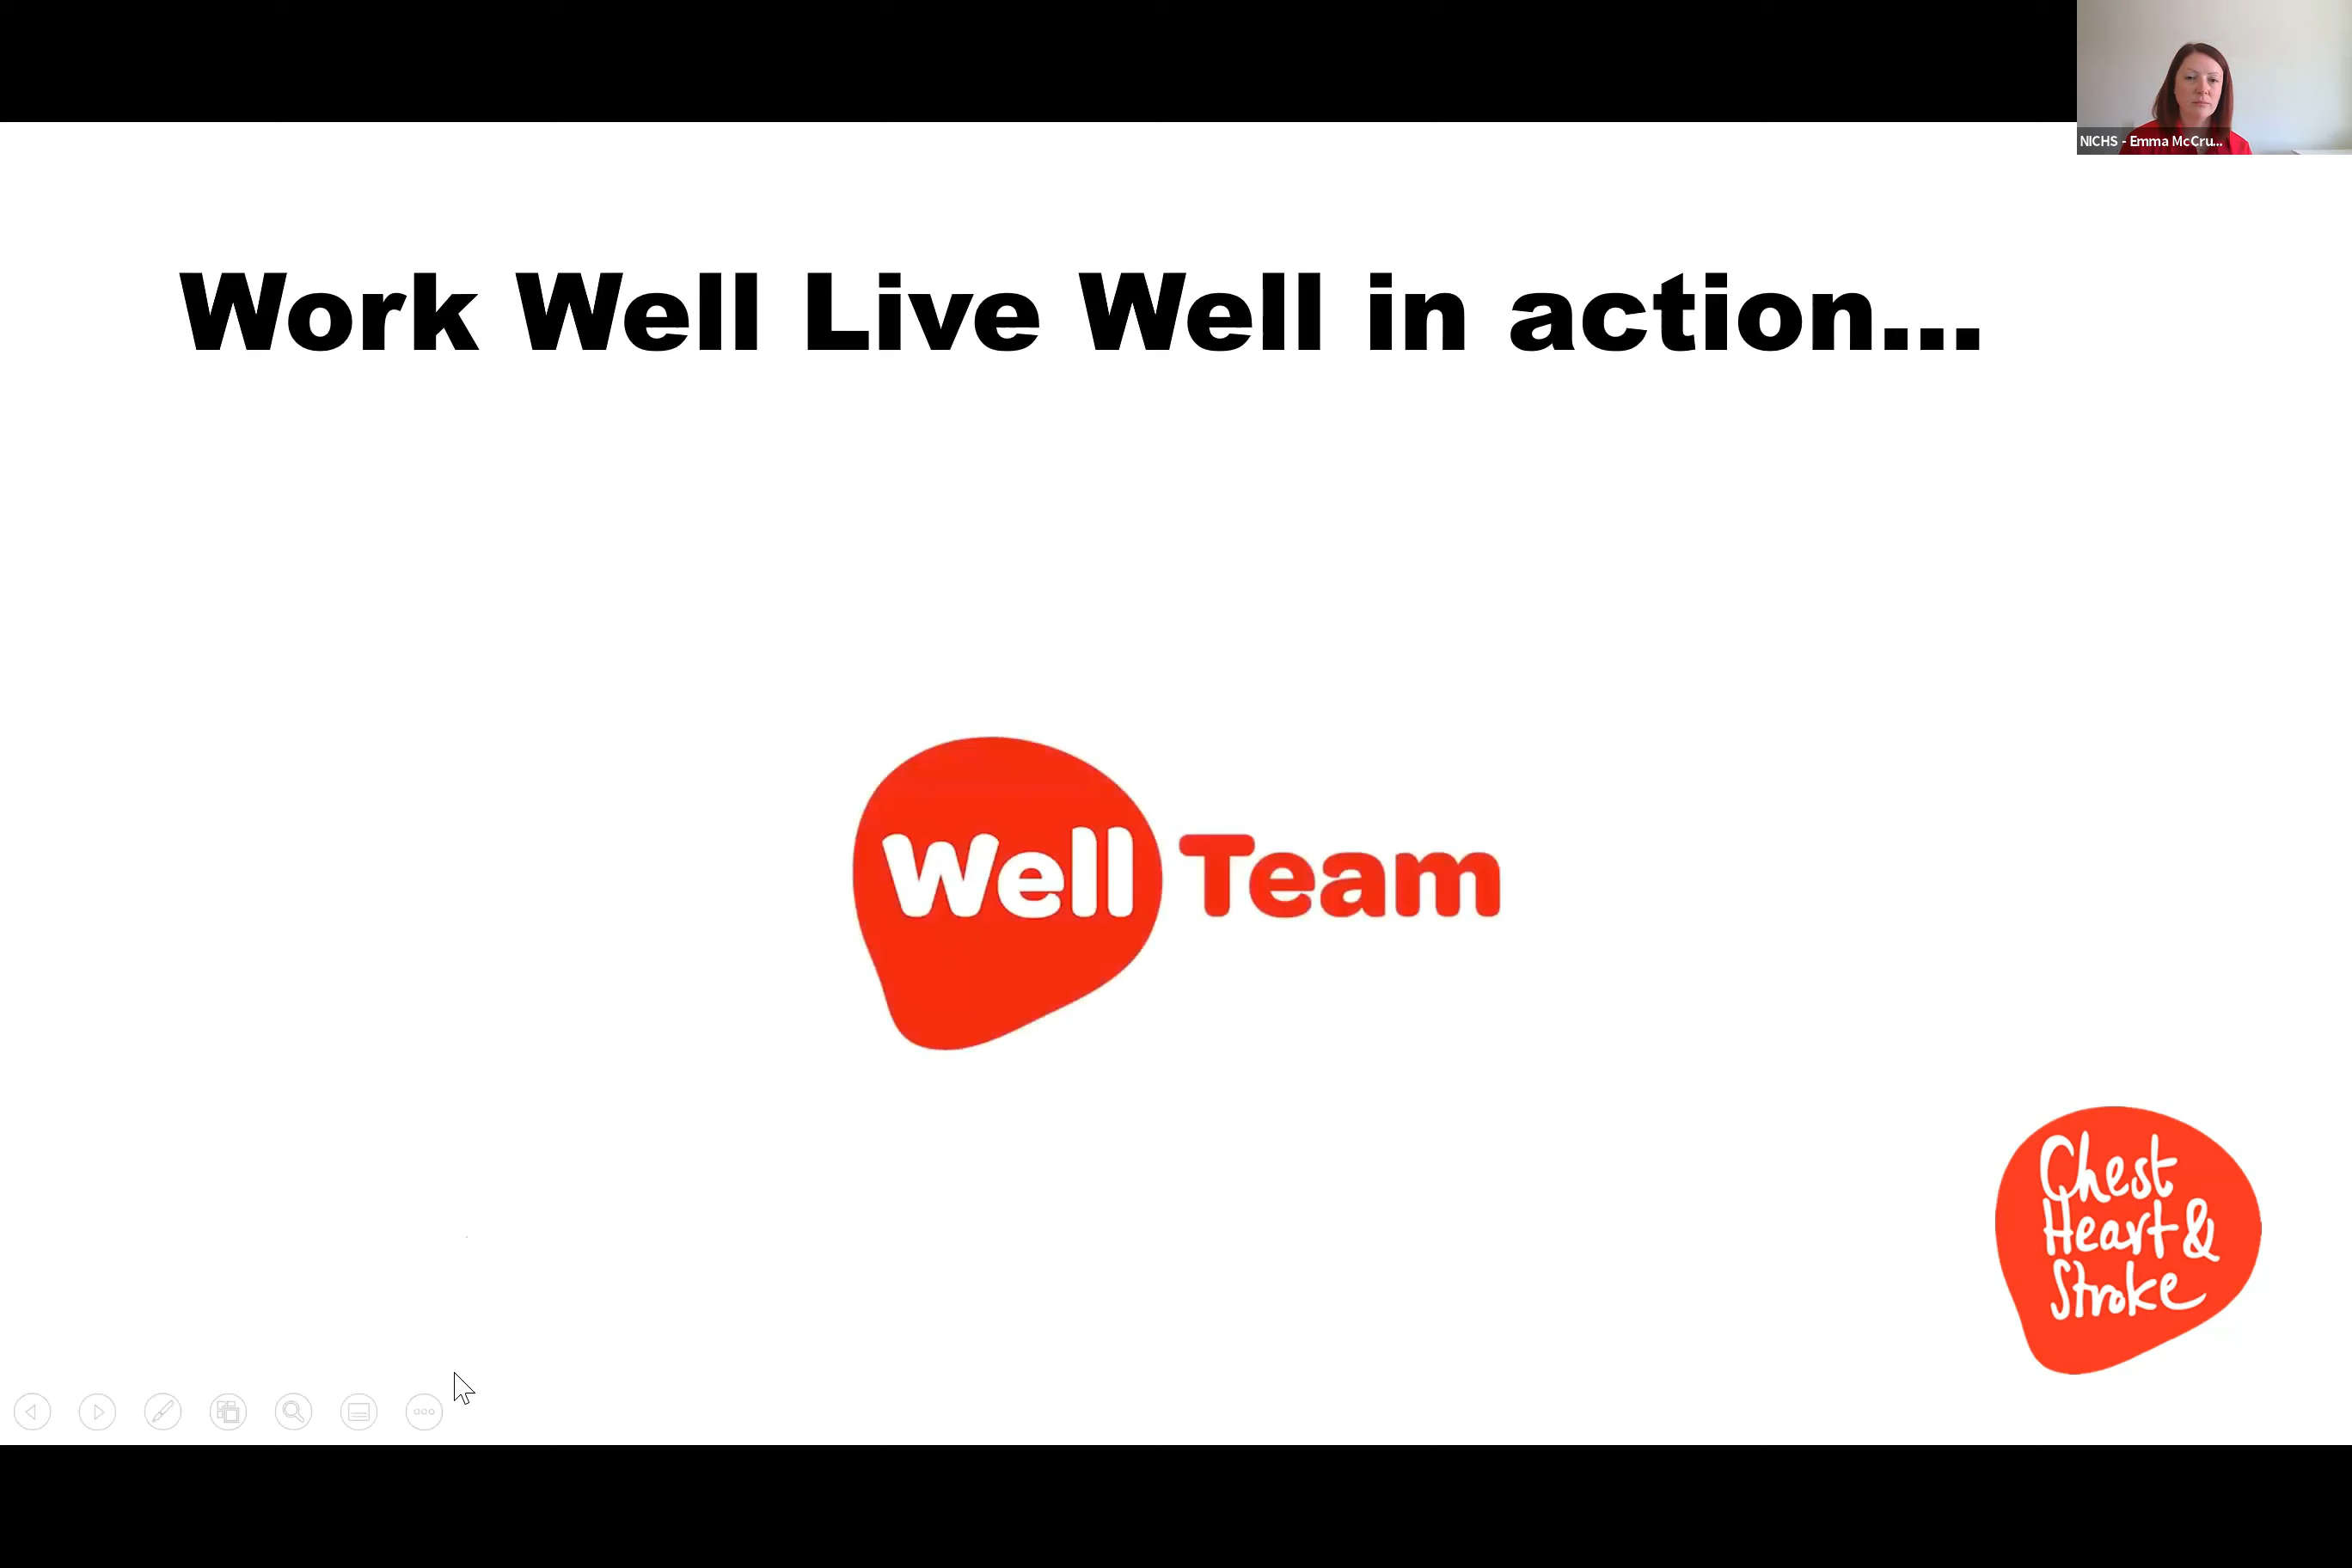 NICHS - Emma McCru...
Work Well Live Well in action...
Well Team
Chest
Heart &
Stroke